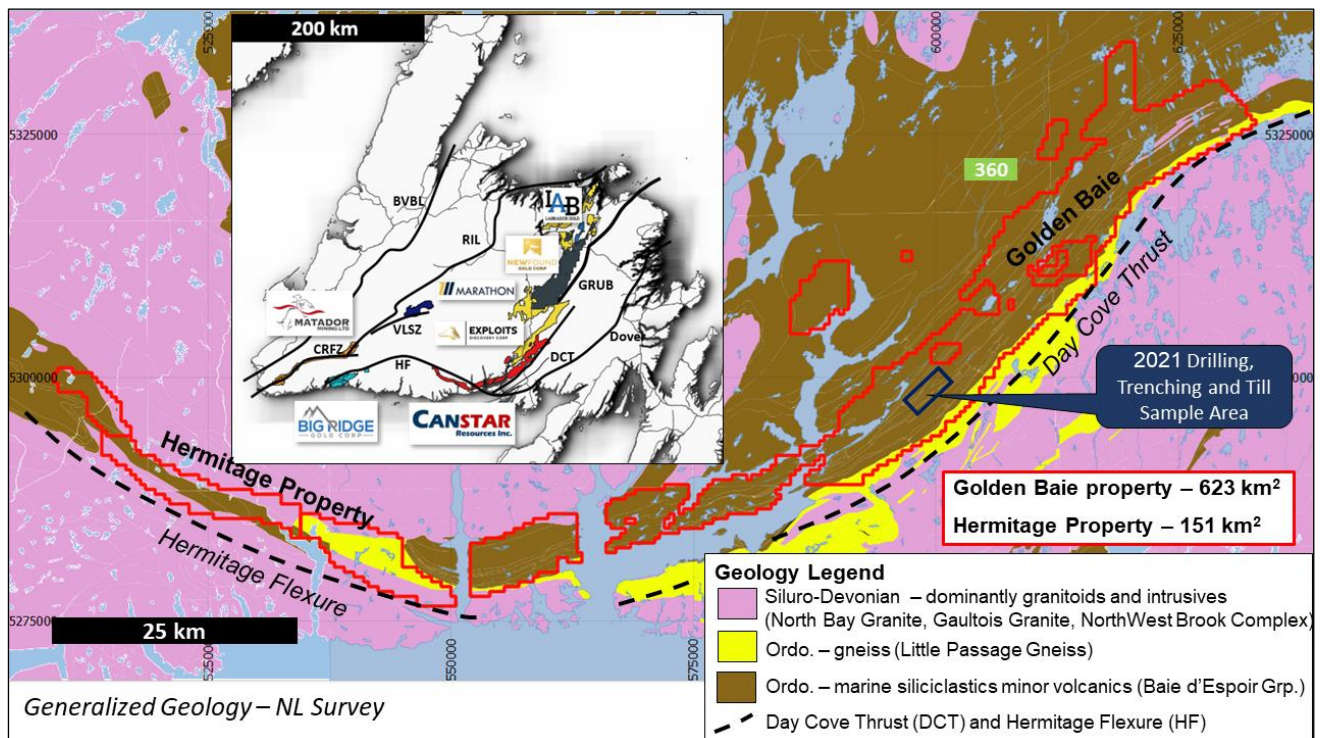 200 km
525000
600000
625000
5325000
5325000
360
BVBL
RIL
LAB
LABRADOR GOLD
NEWFOUND
GOLD CORP
MARATHON
GRUB
MATADOR
MINING LTD
VLSZ
EXPLOITS
DISCOVERY CORP
Dover
CRFZ
HF
DCT
BIG RIDGE
GOLD CORP
CANSTAR
Resources Inc.
Golden Baie
Day Cove Thrust
5300000
2021 Drilling,
Trenching and Till
Sample Area
Hermitage Property
Hermitage Flexure
Golden Baie property – 623 km²
Hermitage Property – 151 km²
5275000
25 km
525000
550000
575000
Geology Legend
Siluro-Devonian – dominantly granitoids and intrusives
(North Bay Granite, Gaultois Granite, NorthWest Brook Complex)
Ordo. – gneiss (Little Passage Gneiss)
Ordo. – marine siliciclastics minor volcanics (Baie d'Espoir Grp.)
Day Cove Thrust (DCT) and Hermitage Flexure (HF)
Generalized Geology – NL Survey